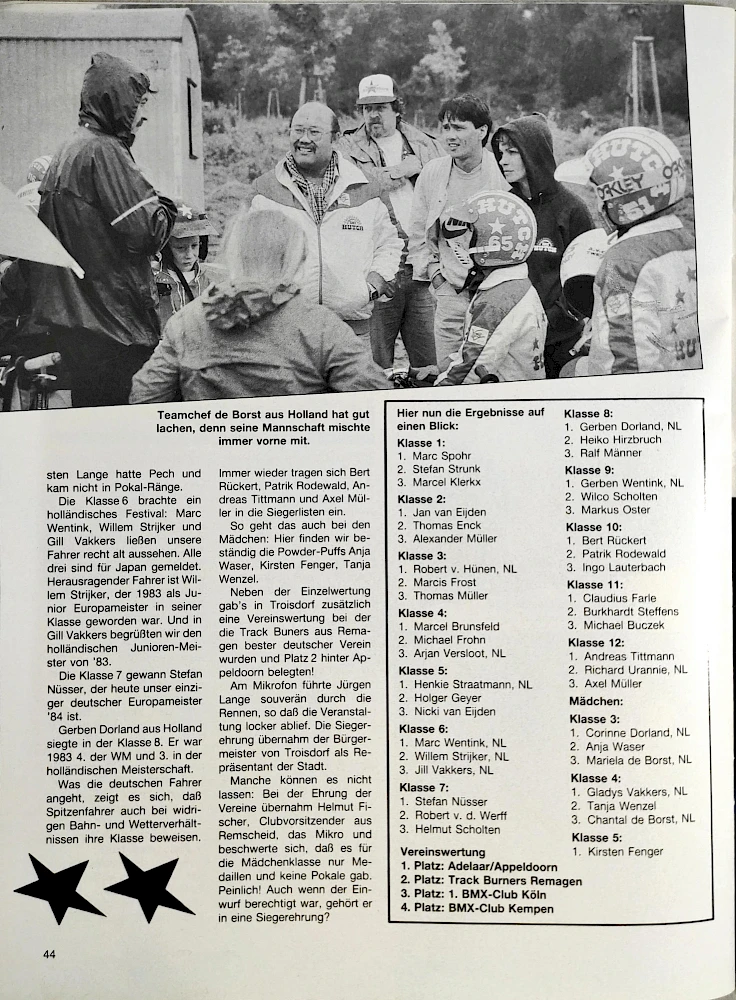 HUTCH
HUTCH
65
HUTCH
OAKLEY
HU
Teamchef de Borst aus Holland hat gut
lachen, denn seine Mannschaft mischte
immer vorne mit.
sten Lange hatte Pech und
kam nicht in Pokal-Ränge.
Die Klasse 6 brachte ein
holländisches Festival: Marc
Wentink, Willem Strijker und
Gill Vakkers ließen unsere
Fahrer recht alt aussehen. Alle
drei sind für Japan gemeldet.
Herausragender Fahrer ist Wil-
lem Strijker, der 1983 als Ju-
nior Europameister in seiner
Klasse geworden war. Und in
Gill Vakkers begrüßten wir den
holländischen Junioren-Mei-
ster von '83.
Die Klasse 7 gewann Stefan
Nüsser, der heute unser einzi-
ger deutscher Europameister
'84 ist.
Gerben Dorland aus Holland
siegte in der Klasse 8. Er war
1983 4. der WM und 3. in der
holländischen Meisterschaft.
Was die deutschen Fahrer
angeht, zeigt es sich, daß
Spitzenfahrer auch bei widri-
gen Bahn- und Wetterverhält-
nissen ihre Klasse beweisen.
Immer wieder tragen sich Bert
Rückert, Patrik Rodewald, An-
dreas Tittmann und Axel Mül-
ler in die Siegerlisten ein.
So geht das auch bei den
Mädchen: Hier finden wir be-
ständig die Powder-Puffs Anja
Waser, Kirsten Fenger, Tanja
Wenzel.
Neben der Einzelwertung
gab's in Troisdorf zusätzlich
eine Vereinswertung bei der
die Track Buners aus Rema-
gen bester deutscher Verein
wurden und Platz 2 hinter Ap-
peldoorn belegten!
Am Mikrofon führte Jürgen
Lange souverän durch die
Rennen, so daß die Veranstal-
tung locker ablief. Die Sieger-
ehrung übernahm der Bürger-
meister von Troisdorf als Re-
präsentant der Stadt.
Manche können es nicht
lassen: Bei der Ehrung der
Vereine übernahm Helmut Fi-
scher, Clubvorsitzender aus
Remscheid, das Mikro und
beschwerte sich, daß es für
die Mädchenklasse nur Me-
daillen und keine Pokale gab.
Peinlich! Auch wenn der Ein-
wurf berechtigt war, gehört er
in eine Siegerehrung?
Hier nun die Ergebnisse auf
einen Blick:
Klasse 1:
1. Marc Spohr
2. Stefan Strunk
3. Marcel Klerkx
Klasse 2:
1. Jan van Eijden
2. Thomas Enck
3. Alexander Müller
Klasse 3:
1. Robert v. Hünen, NL
2. Marcis Frost
3. Thomas Müller
Klasse 4:
1. Marcel Brunsfeld
2. Michael Frohn
3. Arjan Versloot, NL
Klasse 5:
1. Henkie Straatmann, NL
2. Holger Geyer
3. Nicki van Eijden
Klasse 6:
1. Marc Wentink, NL
2. Willem Strijker, NL
3. Jill Vakkers, NL
Klasse 7:
1. Stefan Nüsser
2. Robert v. d. Werff
3. Helmut Scholten
Klasse 8:
1. Gerben Dorland, NL
2. Heiko Hirzbruch
3. Ralf Männer
Klasse 9:
1. Gerben Wentink, NL
2. Wilco Scholten
3. Markus Oster
Klasse 10:
1. Bert Rückert
2. Patrik Rodewald
3. Ingo Lauterbach
Klasse 11:
1. Claudius Farle
2. Burkhardt Steffens
3. Michael Buczek
Klasse 12:
1. Andreas Tittmann
2. Richard Urannie, NL
3. Axel Müller
Mädchen:
Klasse 3:
1. Corinne Dorland, NL
2. Anja Waser
3. Mariela de Borst, NL
Klasse 4:
1. Gladys Vakkers, NL
2. Tanja Wenzel
3. Chantal de Borst, NL
Klasse 5:
1. Kirsten Fenger
Vereinswertung
1. Platz: Adelaar/Appeldoorn
2. Platz: Track Burners Remagen
3. Platz: 1. BMX-Club Köln
4. Platz: BMX-Club Kempen
44